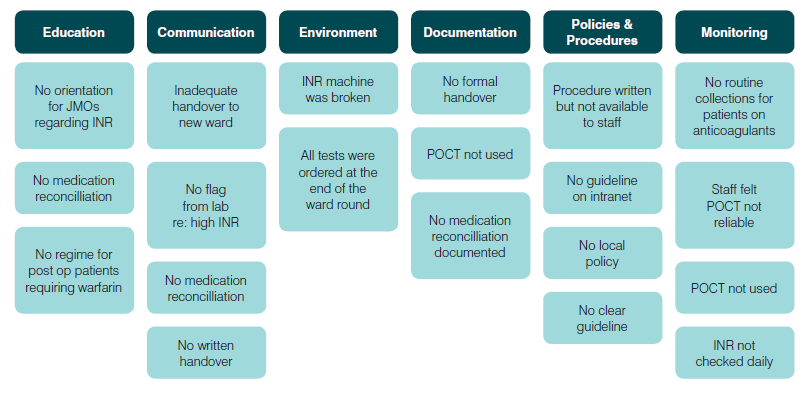 Education
No orientation
for JMOs
regarding INR
No medication
reconcilliation
No regime for
post op patients
requiring warfarin
Communication
Inadequate
handover to
new ward
No flag
from lab
re: high INR
No medication
reconcilliation
No written
handover
Environment
INR machine
was broken
All tests were
ordered at the
end of the
ward round
Documentation
No formal
handover
POCT not used
No medication
reconcilliation
documented
Policies &
Procedures
Procedure written
but not available
to staff
No guideline
on intranet
No local
policy
No clear
guideline
Monitoring
No routine
collections for
patients on
anticoagulants
Staff felt
POCT not
reliable
POCT not used
INR not
checked daily